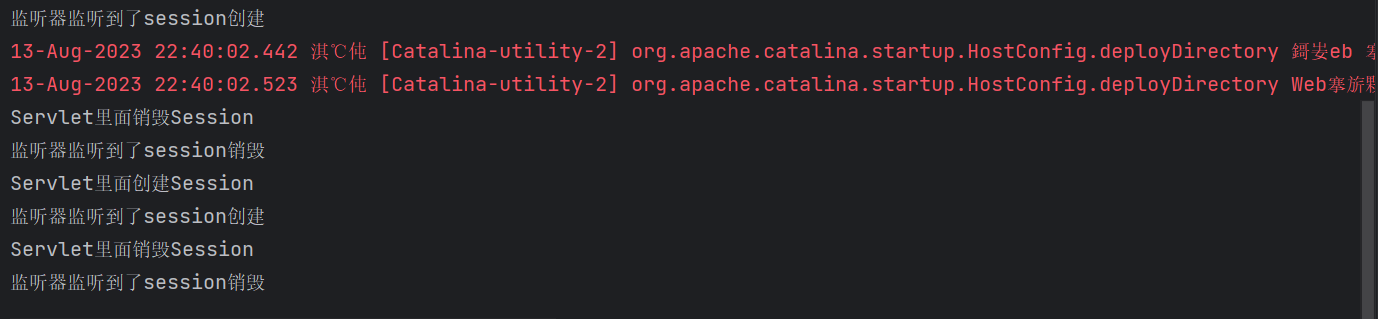 监听器监听到了session创建
13-Aug-2023 22:40:02.442 淇℃伅 [Catalina-utility-2] org.apache.catalina.startup.HostConfig.deployDirectory 鎶妛eb
13-Aug-2023 22:40:02.523 淇℃伅 [Catalina-utility-2] org.apache.catalina.startup.HostConfig.deployDirectory Web搴旂
Servlet里面销毁Session
监听器监听到了session销毁
Servlet里面创建Session
监听器监听到了session创建
Servlet里面销毁Session
监听器监听到了session销毁